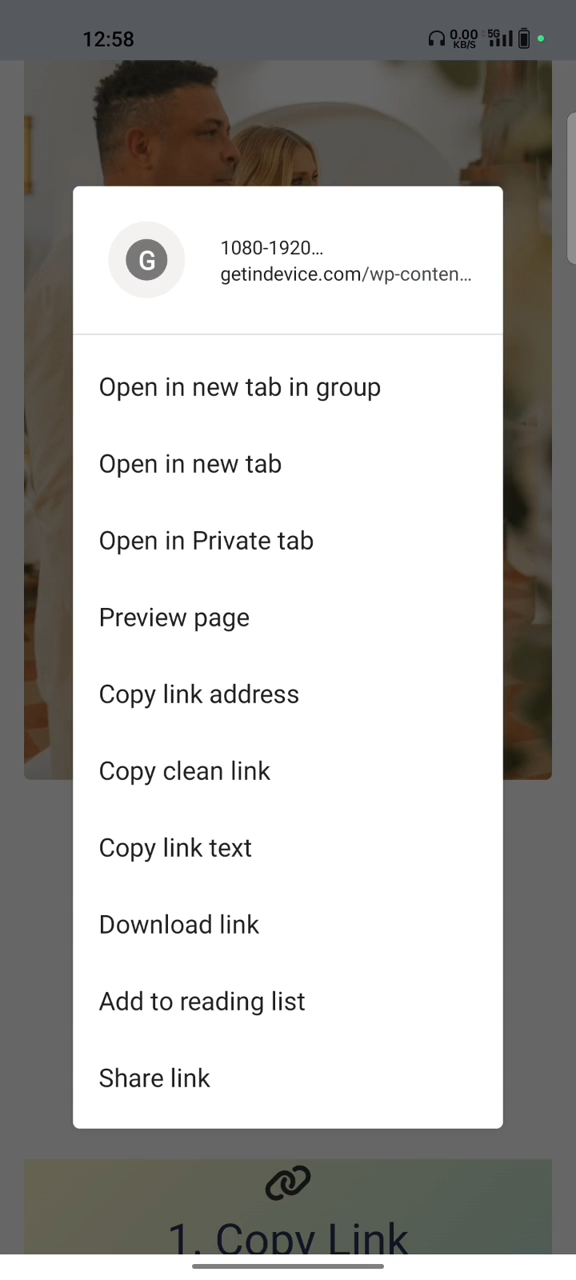 12:58
0.00
KB/S
5G
G
1080-1920...
getindevice.com/wp-conten...
Open in new tab in group
Open in new tab
Open in Private tab
Preview page
Copy link address
Copy clean link
Copy link text
Download link
Add to reading list
Share link
1. Copy Link